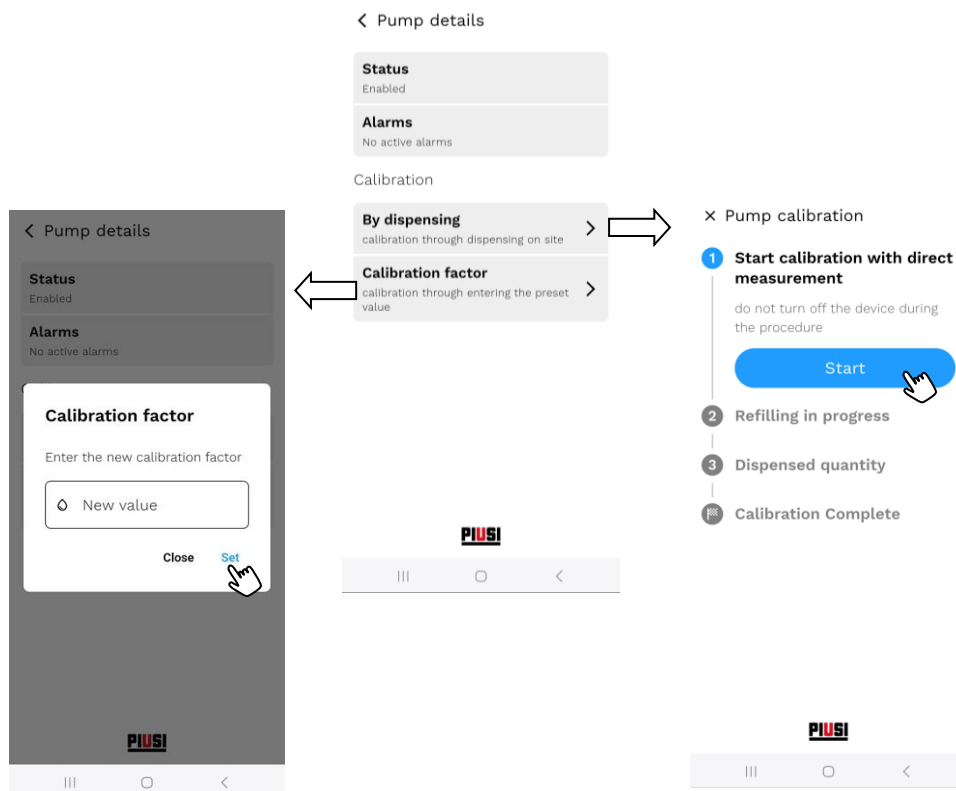 Pump details
Status
Enabled
Alarms
No active alarms
Calibration
By dispensing
calibration through dispensing on site
Calibration factor
calibration through entering the preset
value
PIUSI
Pump details
Status
Enabled
Alarms
No active alarms
Calibration factor
Enter the new calibration factor
New value
Close Set
PIUSI
Pump calibration
1 Start calibration with direct
measurement
do not turn off the device during
the procedure
Start
2 Refilling in progress
3 Dispensed quantity
Calibration Complete
PIUSI